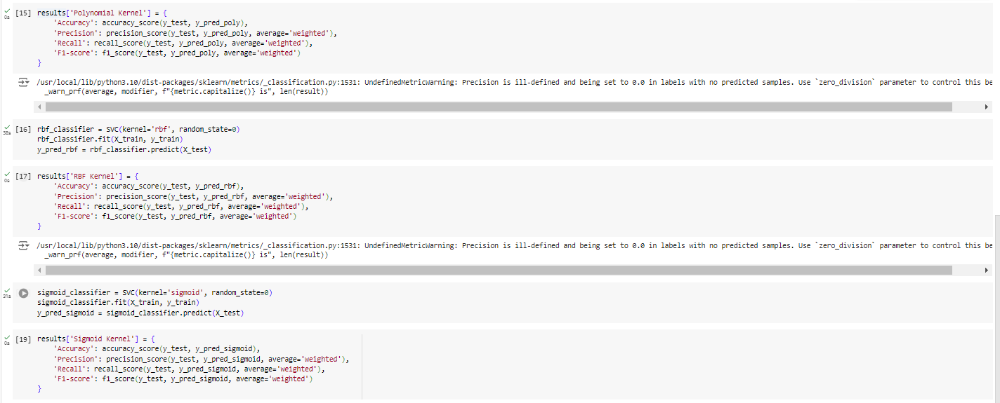 [15] results['Polynomial Kernel'] = {
'Accuracy': accuracy_score(y_test, y_pred_poly),
'Precision': precision_score(y_test, y_pred_poly, average='weighted'),
'Recall': recall_score(y_test, y_pred_poly, average='weighted'),
'F1-score': f1_score(y_test, y_pred_poly, average='weighted')
}
0s
/usr/local/lib/python3.10/dist-packages/sklearn/metrics/_classification.py:1531: UndefinedMetricWarning: Precision is ill-defined and being set to 0.0 in labels with no predicted samples. Use `zero_division` parameter to control this be
_warn_prf(average, modifier, f"{metric.capitalize()} is", len(result))
[16] rbf_classifier = SVC(kernel='rbf', random_state=0)
38s
rbf_classifier.fit(X_train, y_train)
y_pred_rbf = rbf_classifier.predict(X_test)
[17] results['RBF Kernel'] = {
0s
'Accuracy': accuracy_score(y_test, y_pred_rbf),
'Precision': precision_score(y_test, y_pred_rbf, average='weighted'),
'Recall': recall_score(y_test, y_pred_rbf, average='weighted'),
'F1-score': f1_score(y_test, y_pred_rbf, average='weighted')
}
/usr/local/lib/python3.10/dist-packages/sklearn/metrics/_classification.py:1531: UndefinedMetricWarning: Precision is ill-defined and being set to 0.0 in labels with no predicted samples. Use `zero_division` parameter to control this be
_warn_prf(average, modifier, f"{metric.capitalize()} is", len(result))
sigmoid_classifier = SVC(kernel='sigmoid', random_state=0)
31s
sigmoid_classifier.fit(X_train, y_train)
y_pred_sigmoid = sigmoid_classifier.predict(X_test)
[19] results['Sigmoid Kernel'] = {
0s
'Accuracy': accuracy_score(y_test, y_pred_sigmoid),
'Precision': precision_score(y_test, y_pred_sigmoid, average='weighted'),
'Recall': recall_score(y_test, y_pred_sigmoid, average='weighted'),
'F1-score': f1_score(y_test, y_pred_sigmoid, average='weighted')
}